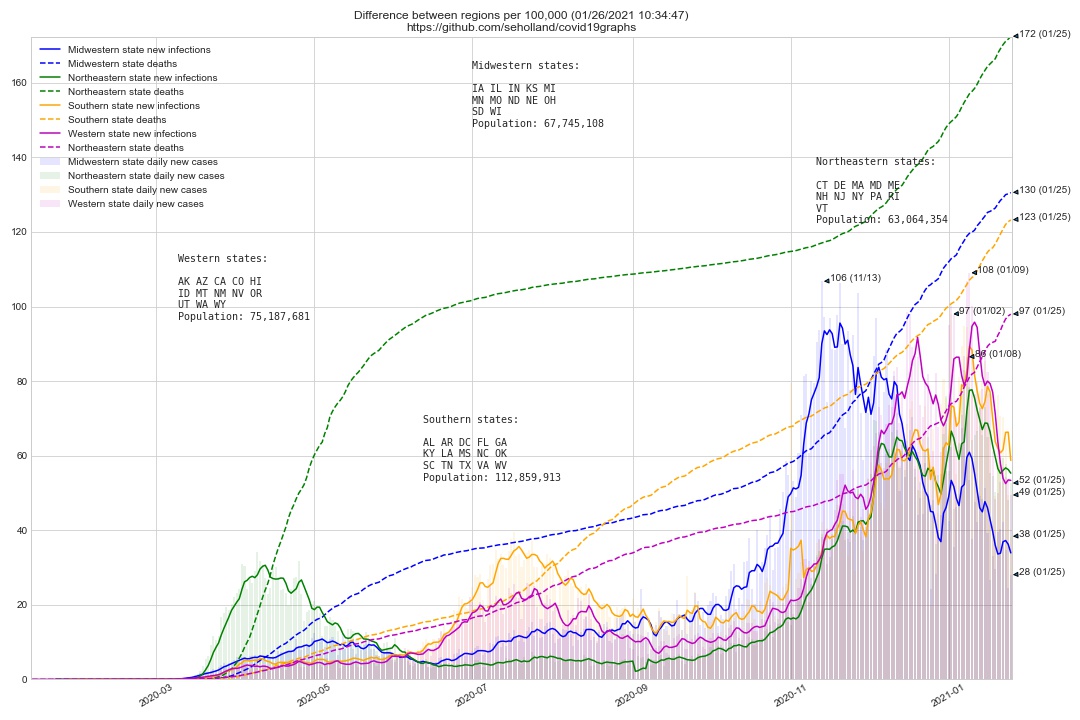 Difference between regions per 100,000 (01/26/2021 10:34:47)
https://github.com/seholland/covid19graphs
Midwestern state new infections
Midwestern state deaths
Northeastern state new infections
Northeastern state deaths
Southern state new infections
Southern state deaths
Western state new infections
Northeastern state deaths
Midwestern state daily new cases
Northeastern state daily new cases
Southern state daily new cases
Western state daily new cases
Midwestern states:
IA IL IN KS MI
MN MO ND NE OH
SD WI
Population: 67,745,108
Northeastern states:
CT DE MA MD ME
NH NJ NY PA RI
VT
Population: 63,064,354
Western states:
AK AZ CA CO HI
ID MT NM NV OR
UT WA WY
Population: 75,187,681
Southern states:
AL AR DC FL GA
KY LA MS NC OK
SC TN TX VA WV
Population: 112,859,913
172 (01/25)
130 (01/25)
123 (01/25)
108 (01/09)
106 (11/13)
97 (01/02)
97 (01/25)
86 (01/08)
52 (01/25)
49 (01/25)
38 (01/25)
28 (01/25)
160
140
120
100
80
60
40
20
0
2020-03
2020-05
2020-07
2020-09
2020-11
2021-01